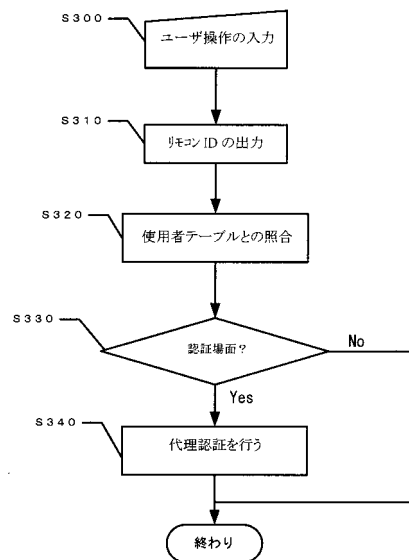 S300
ユーザ操作の入力
S310
リモコンIDの出力
S320
使用者テーブルとの照合
S330
認証場面?
No
Yes
S340
代理認証を行う
終わり